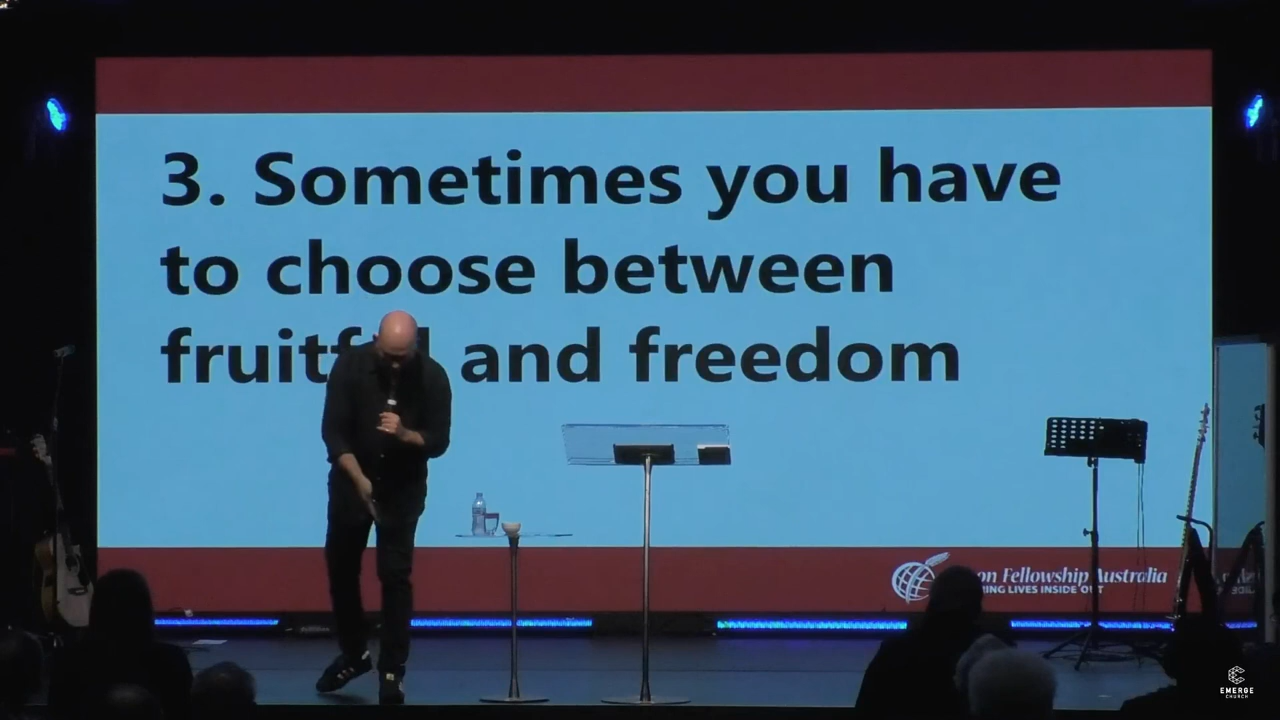 3. Sometimes you have
to choose between
and freedom
Fellowship Australia
LIVES INSIDE OUT
EMERGE
CHURCH